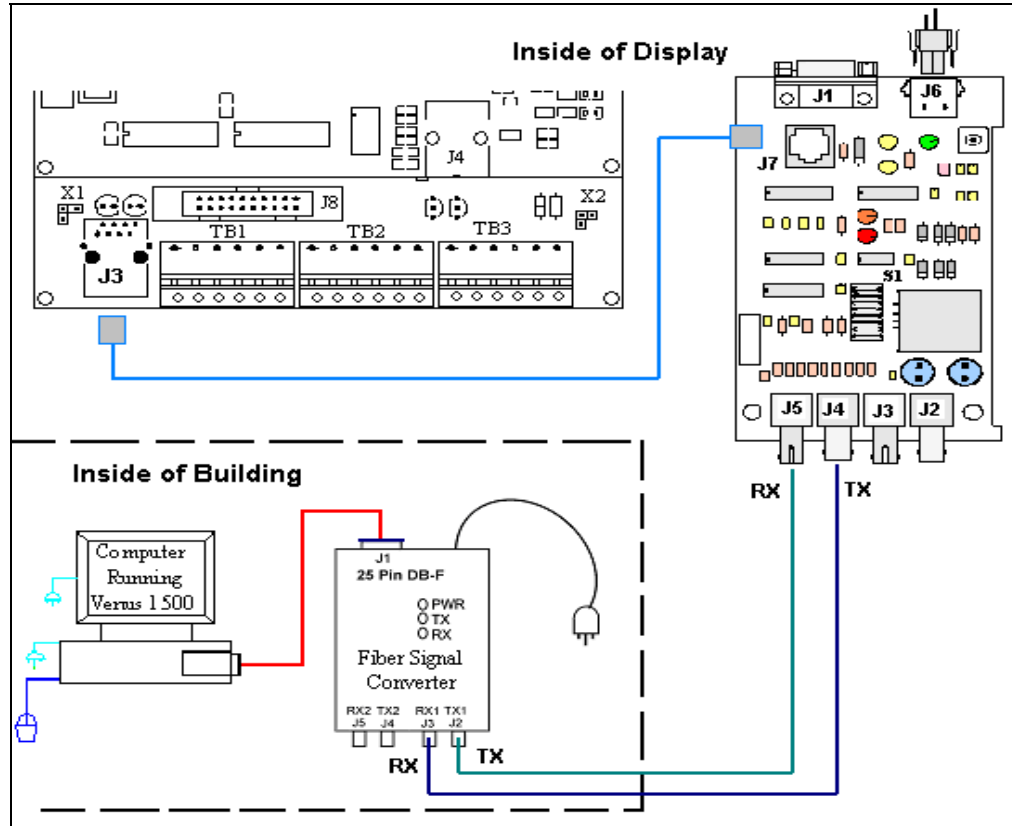 Inside of Display
J1
J6
J4
J7
X1
J8
X2
TB1
TB2
TB3
J3
S1
J5
J4
J3
J2
RX
TX
Inside of Building
Computer
Running
Venus 1500
J1
25 Pin DB-F
PWR
TX
RX
Fiber Signal
Converter
RX2 TX2 RX1 TX1
J5 J4 J3 J2
RX
TX